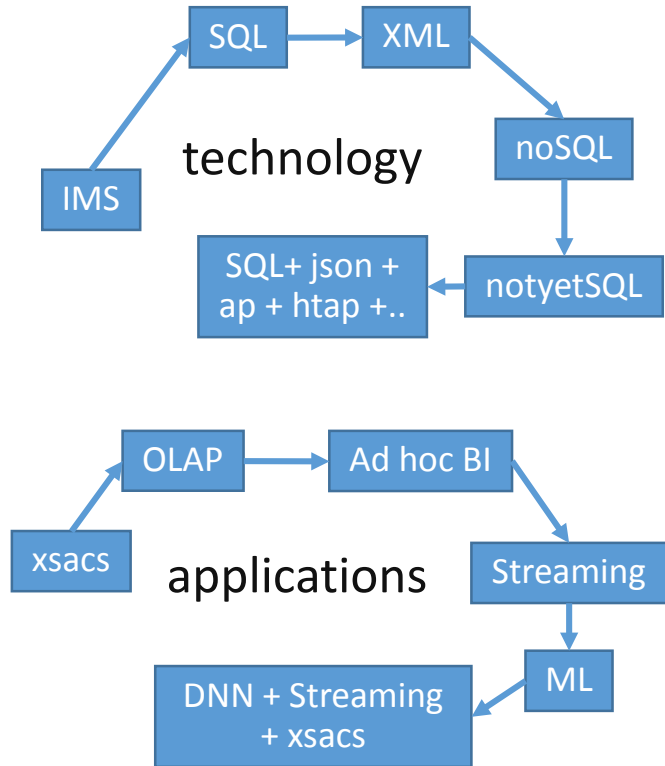 SQL
XML
technology
noSQL
IMS
SQL+ json +
ap + htap +..
notyetSQL
OLAP
Ad hoc BI
xsacs
applications
Streaming
ML
DNN + Streaming
+ xsacs